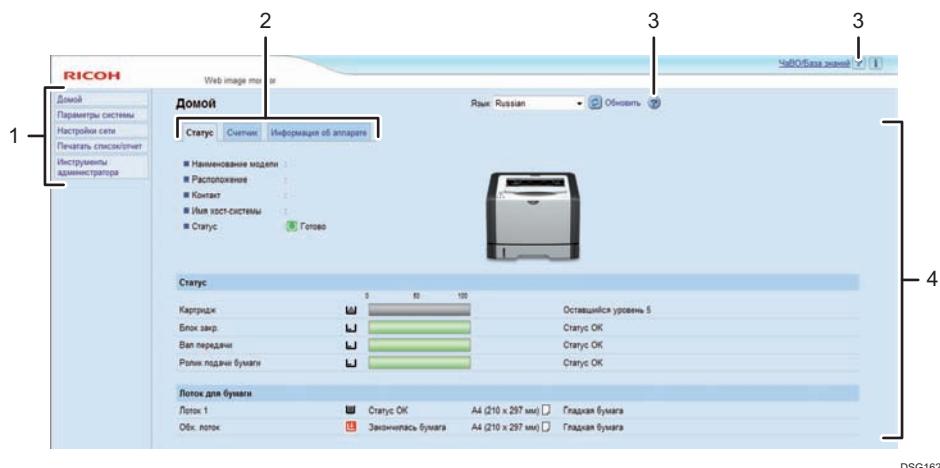 2
3
3
ЧаВО/База знаний
RICOH
Web image monitor
1
Домой
Параметры системы
Настройки сети
Печатать список/отчет
Инструменты администратора
Домой
Язык Russian
Обновить
Статус
Счетчик
Информация об аппарате
Наименование модели :
Расположение :
Контакт :
Имя хост-системы :
Статус : Готово
4
Статус
0 50 100
Картридж Оставшийся уровень 5
Блок закр. Статус OK
Вал передачи Статус OK
Ролик подачи бумаги Статус OK
Лоток для бумаги
Лоток 1 Статус OK A4 (210 x 297 мм) Гладкая бумага
Обх. лоток Закончилась бумага A4 (210 x 297 мм) Гладкая бумага
DSG162